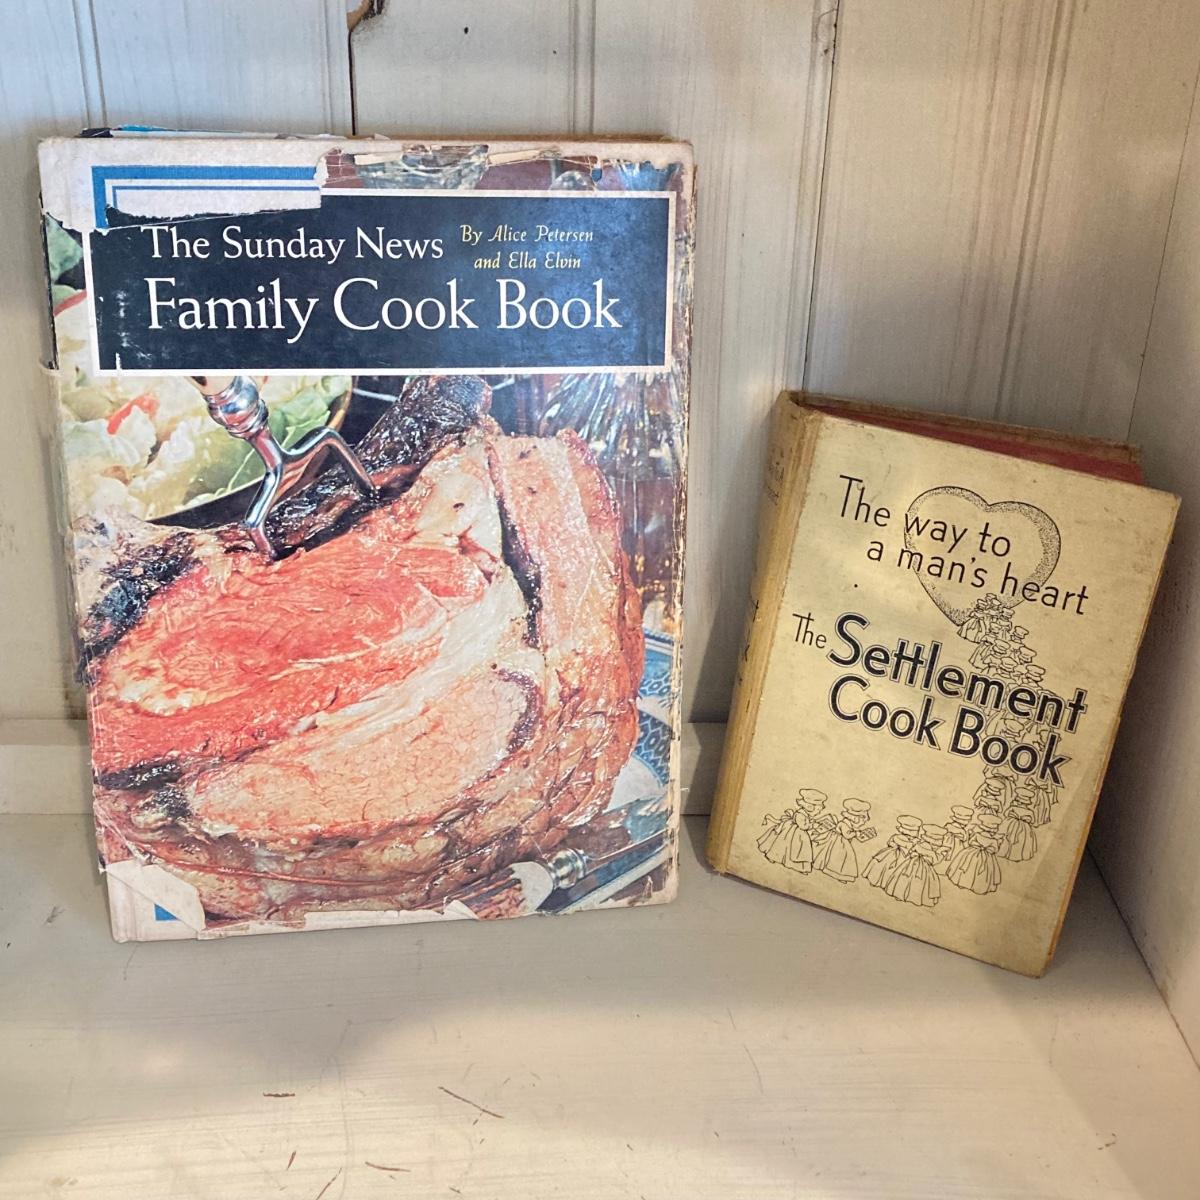 The Sunday News
By Alice Petersen
and Ella Elvin
Family Cook Book
The way to
a man's heart
The Settlement
Cook Book